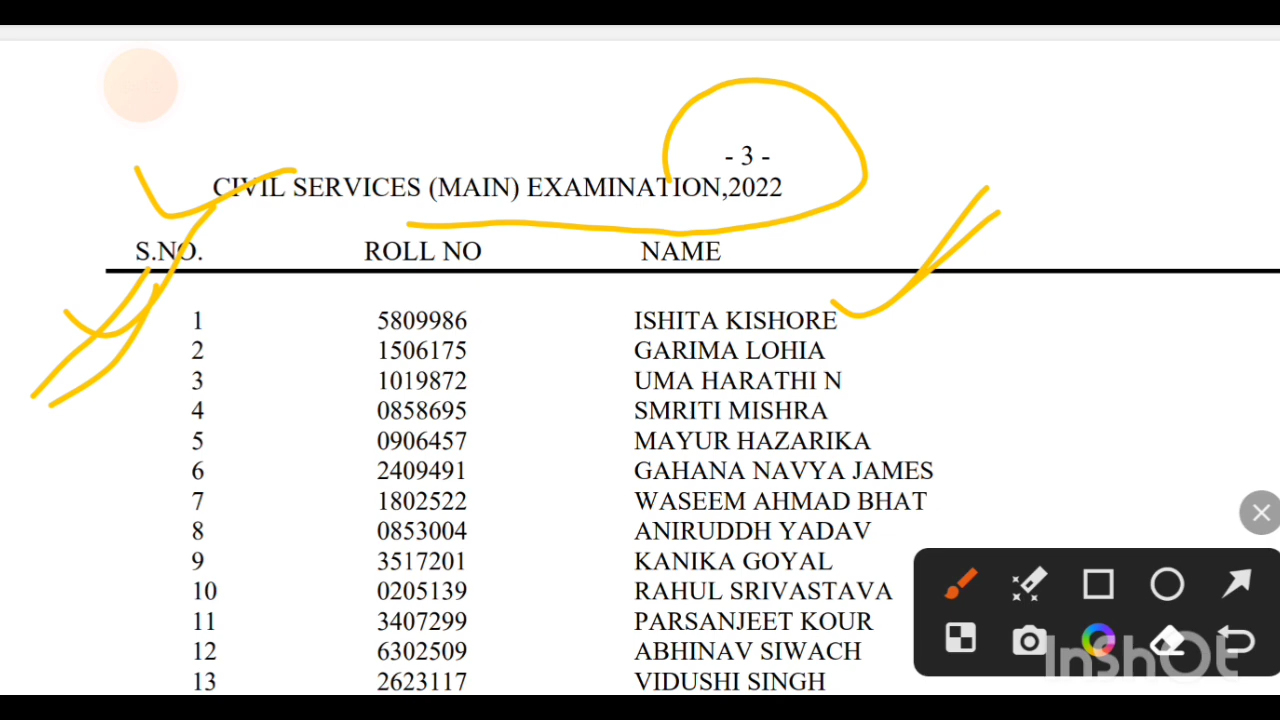 - 3 -
CIVIL SERVICES (MAIN) EXAMINATION,2022
S.NO. ROLL NO NAME
1 5809986 ISHITA KISHORE
2 1506175 GARIMA LOHIA
3 1019872 UMA HARATHI N
4 0858695 SMRITI MISHRA
5 0906457 MAYUR HAZARIKA
6 2409491 GAHANA NAVYA JAMES
7 1802522 WASEEM AHMAD BHAT
8 0853004 ANIRUDDH YADAV
9 3517201 KANIKA GOYAL
10 0205139 RAHUL SRIVASTAVA
11 3407299 PARSANJEET KOUR
12 6302509 ABHINAV SIWACH
13 2623117 VIDUSHI SINGH
InShOt